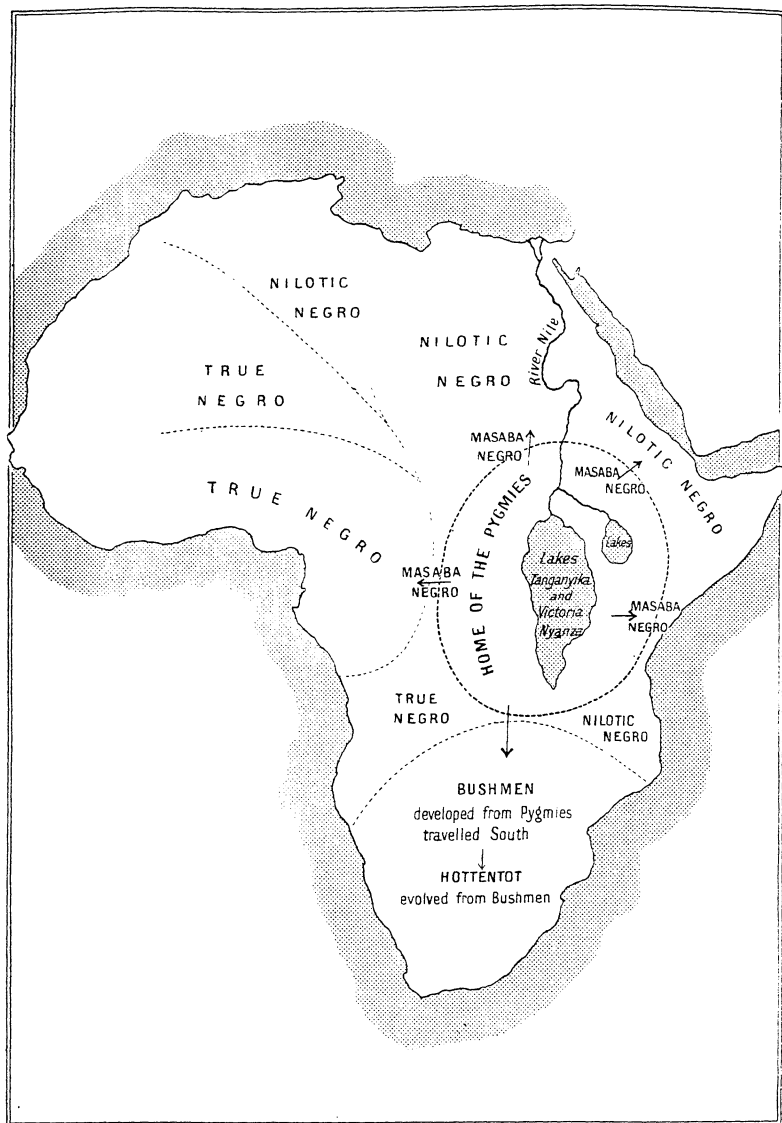 NILOTIC
NEGRO
NILOTIC
NEGRO
River Nile
TRUE
NEGRO
NILOTIC NEGRO
MASABA
NEGRO
MASABA
NEGRO
TRUE NEGRO
HOME OF THE PYGMIES
Lakes
Lakes
Tanganyika
and
Victoria
Nyanza
MASABA
NEGRO
MASABA
NEGRO
TRUE
NEGRO
NILOTIC
NEGRO
BUSHMEN
developed from Pygmies
travelled South
HOTTENTOT
evolved from Bushmen